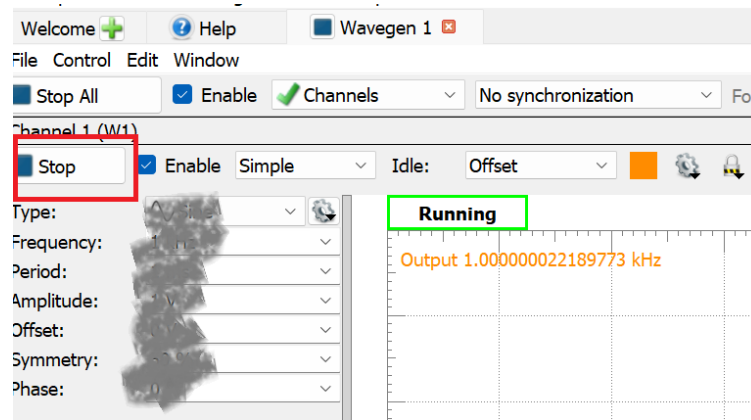 Welcome Help Wavegen 1
File Control Edit Window
Stop All Enable Channels No synchronization Fo
Channel 1 (W1)
Stop Enable Simple Idle: Offset
Type:
Running
Frequency:
Output 1.000000022189773 kHz
Period:
Amplitude:
Offset:
Symmetry:
Phase: